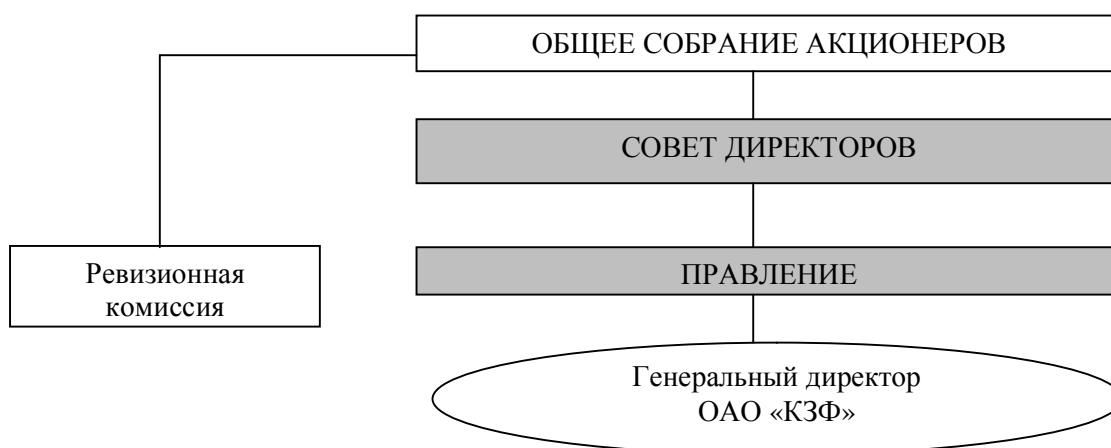 ОБЩЕЕ СОБРАНИЕ АКЦИОНЕРОВ
СОВЕТ ДИРЕКТОРОВ
ПРАВЛЕНИЕ
Ревизионная
комиссия
Генеральный директор
ОАО «КЗФ»